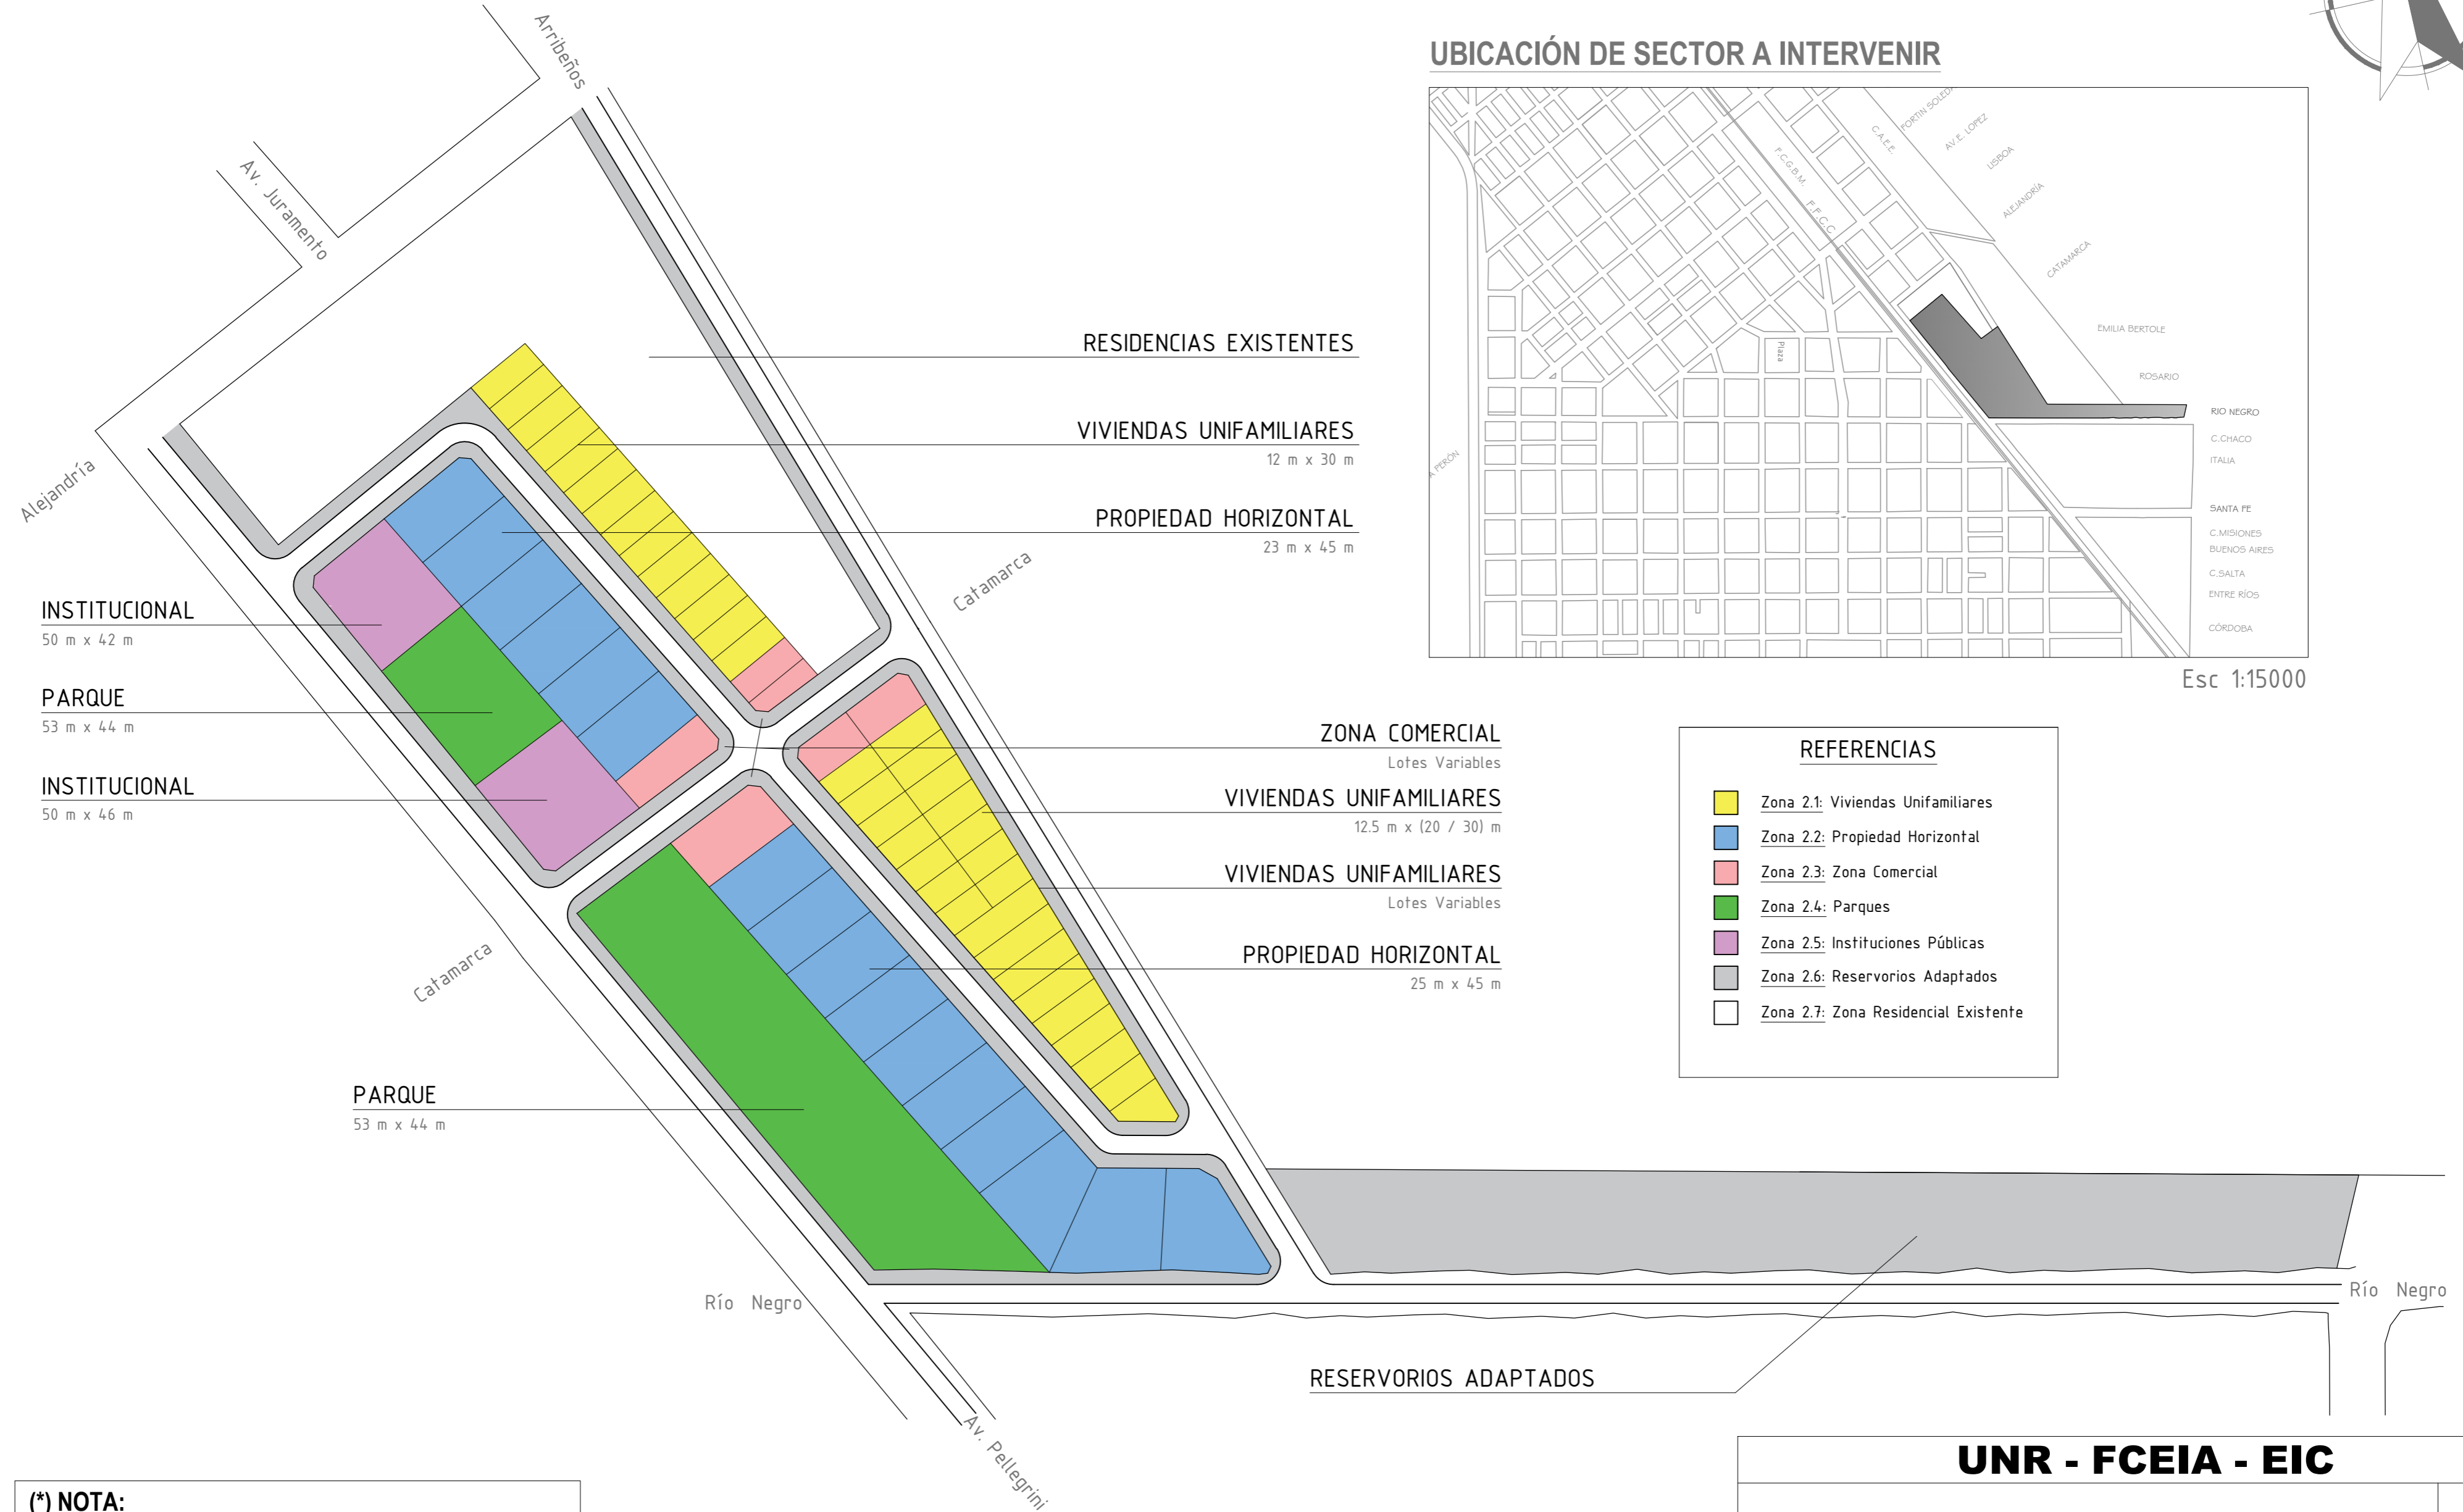 UBICACIÓN DE SECTOR A INTERVENIR
Arribeños
Av. Juramento
Alejandría
Catamarca
Catamarca
Río Negro
Río Negro
Av. Pellegrini
RESIDENCIAS EXISTENTES
VIVIENDAS UNIFAMILIARES
12 m x 30 m
PROPIEDAD HORIZONTAL
23 m x 45 m
INSTITUCIONAL
50 m x 42 m
PARQUE
53 m x 44 m
INSTITUCIONAL
50 m x 46 m
ZONA COMERCIAL
Lotes Variables
VIVIENDAS UNIFAMILIARES
12.5 m x (20 / 30) m
VIVIENDAS UNIFAMILIARES
Lotes Variables
PROPIEDAD HORIZONTAL
25 m x 45 m
PARQUE
53 m x 44 m
RESERVORIOS ADAPTADOS
C.A.E.E.
FORTIN
AV.E. LOPEZ
LISBOA
ALEJANDRÍA
CATAMARCA
EMILIA BERTOLE
ROSARIO
RIO NEGRO
C.CHACO
ITALIA
SANTA FE
C.MISIONES
BUENOS AIRES
C.SALTA
ENTRE RÍOS
CÓRDOBA
F.C.G.B.M.
F.F.C.C
Plaza
PERÓN
Esc 1:15000
REFERENCIAS
Zona 2.1: Viviendas Unifamiliares
Zona 2.2: Propiedad Horizontal
Zona 2.3: Zona Comercial
Zona 2.4: Parques
Zona 2.5: Instituciones Públicas
Zona 2.6: Reservorios Adaptados
Zona 2.7: Zona Residencial Existente
(*) NOTA:
UNR - FCEIA - EIC